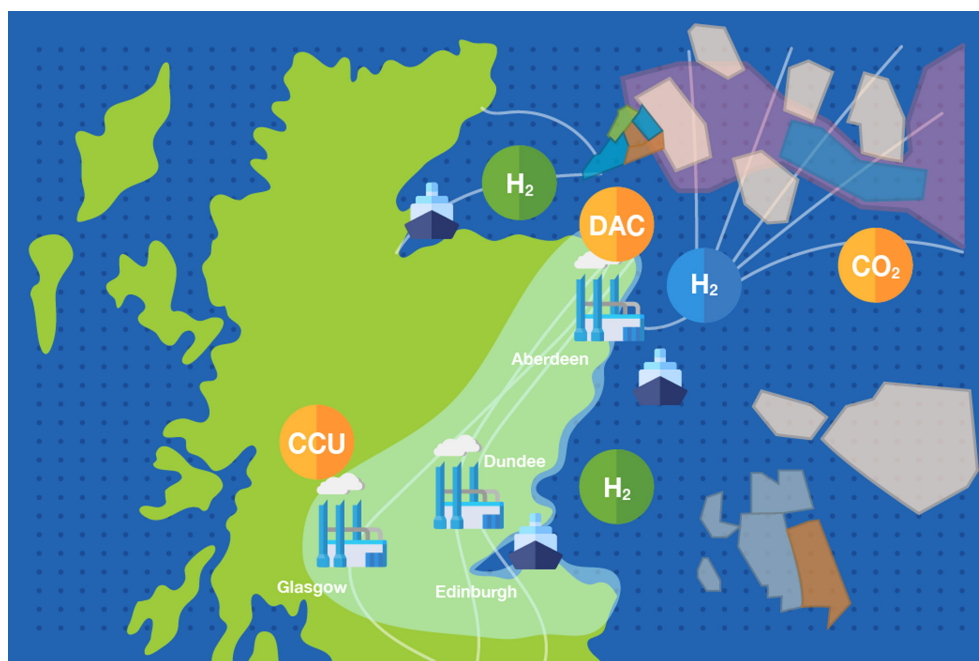 H₂
DAC
CO₂
H₂
Aberdeen
CCU
Dundee
H₂
Glasgow
Edinburgh